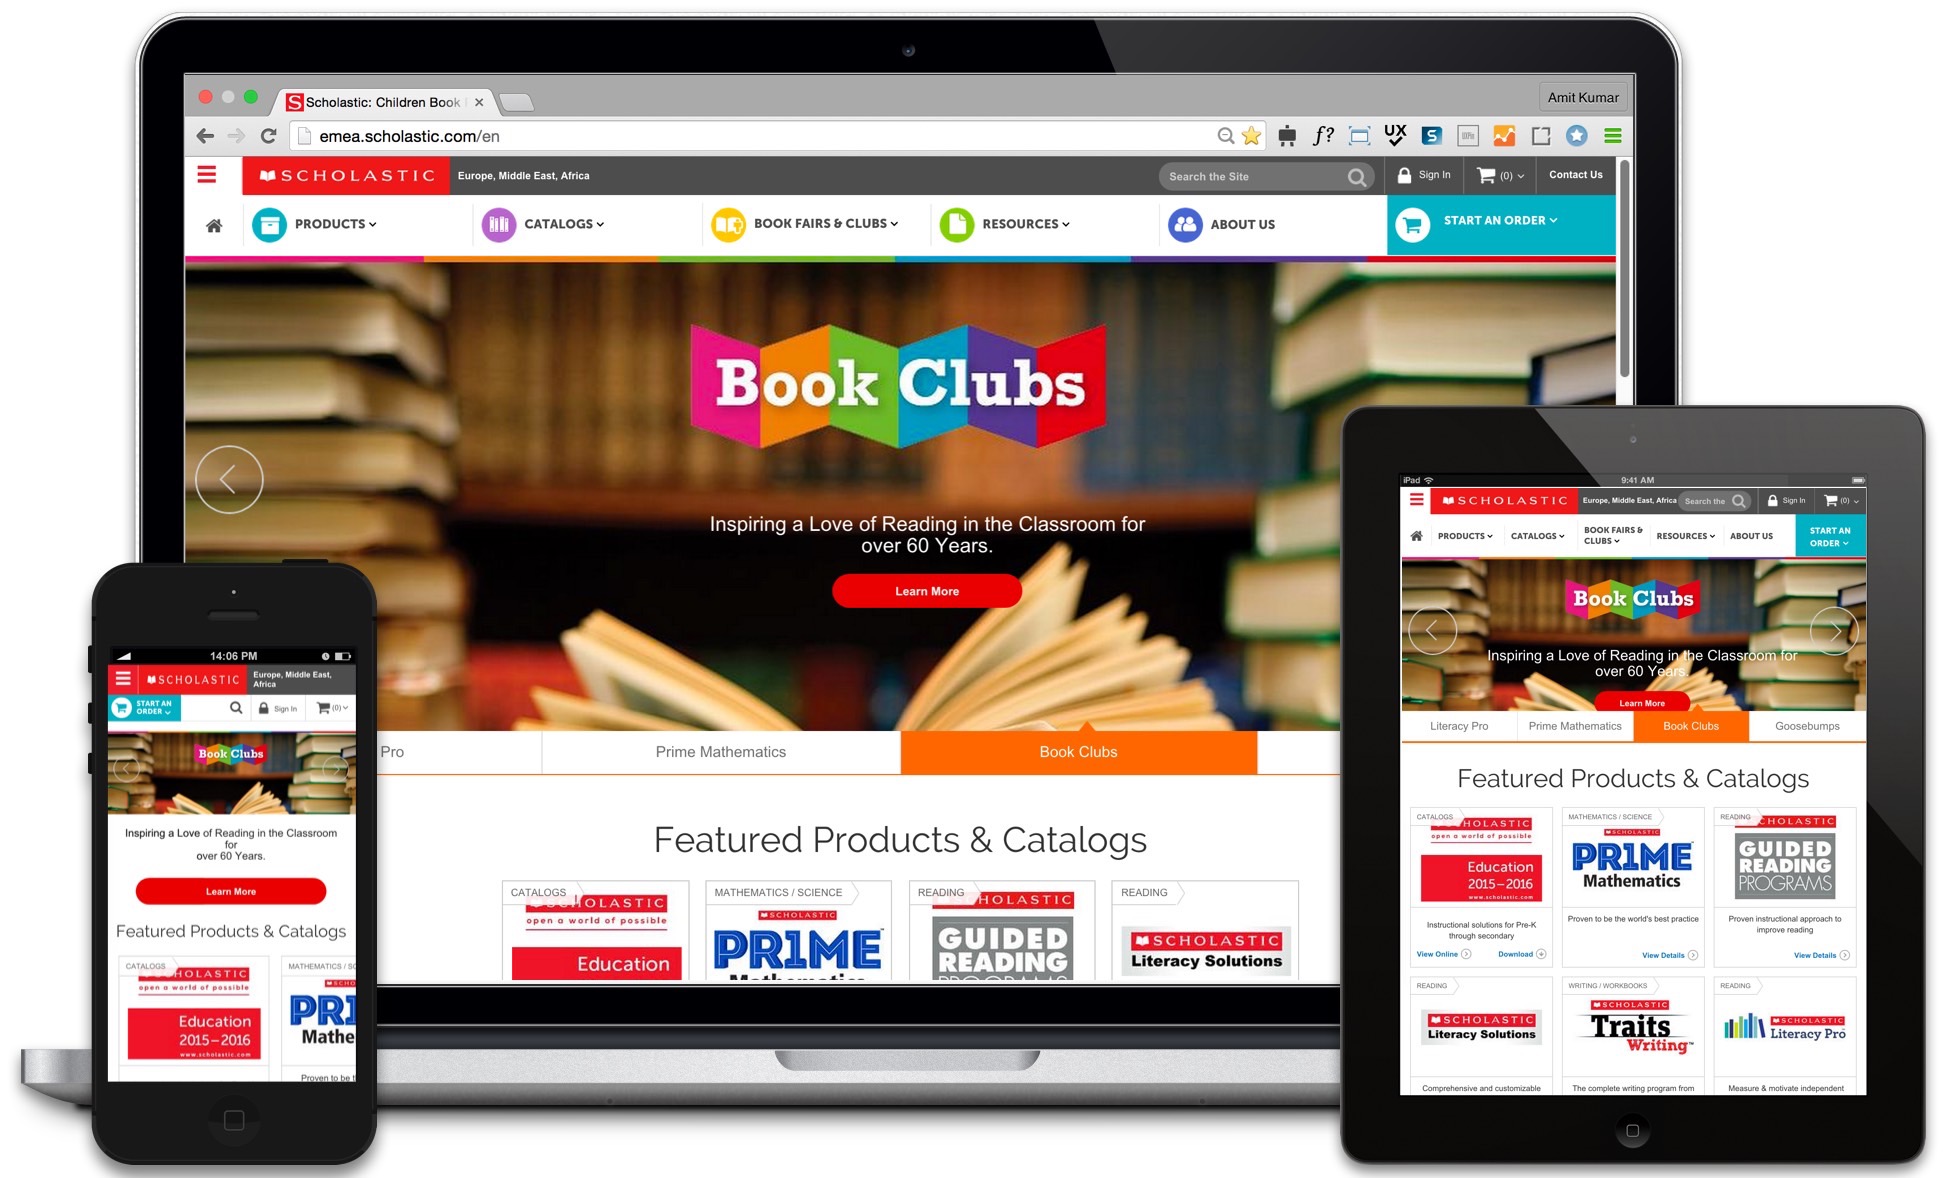 Scholastic: Children Book
Amit Kumar
emea.scholastic.com/en
f?
UX
S
SCHOLASTIC
Europe, Middle East, Africa
Search the Site
Sign In
(0)
Contact Us
PRODUCTS
CATALOGS
BOOK FAIRS & CLUBS
RESOURCES
ABOUT US
START AN ORDER
Book Clubs
Inspiring a Love of Reading in the Classroom for
over 60 Years.
Learn More
Pro
Prime Mathematics
Book Clubs
Featured Products & Catalogs
CATALOGS
SCHOLASTIC
open a world of possible
Education
MATHEMATICS / SCIENCE
SCHOLASTIC
PR1ME™
Mathematics
READING
HOLASTIC
GUIDED
READING
PROGRAMS
READING
SCHOLASTIC
Literacy Solutions
14:06 PM
SCHOLASTIC
Europe, Middle East,
Africa
START AN
ORDER
Sign In
(0)
Book Clubs
Inspiring a Love of Reading in the Classroom
for
over 60 Years.
Learn More
Featured Products & Catalogs
CATALOGS
SCHOLASTIC
open a world of possible
Education
2015–2016
www.scholastic.com
MATHEMATICS / SC
SCHO
PR1
Mathe
Proven to be t
iPad
9:41 AM
SCHOLASTIC
Europe, Middle East, Africa
Search the
Sign In
(0)
PRODUCTS
CATALOGS
BOOK FAIRS &
CLUBS
RESOURCES
ABOUT US
START AN
ORDER
Book Clubs
Inspiring a Love of Reading in the Classroom for
over 60 Years.
Learn More
Literacy Pro
Prime Mathematics
Book Clubs
Goosebumps
Featured Products & Catalogs
CATALOGS
HOLASTIC
open a world of possible
Education
2015–2016
www.scholastic.com
Instructional solutions for Pre-K
through secondary
View Online
Download
MATHEMATICS / SCIENCE
SCHOLASTIC
PR1ME™
Mathematics
Proven to be the world's best practice
View Details
READING
CHOLASTIC
GUIDED
READING
PROGRAMS
Proven instructional approach to
improve reading
View Details
READING
SCHOLASTIC
Literacy Solutions
Comprehensive and customizable
WRITING / WORKBOOKS
SCHOLASTIC
Traits
Writing™
The complete writing program from
READING
SCHOLASTIC
Literacy Pro
Measure & motivate independent